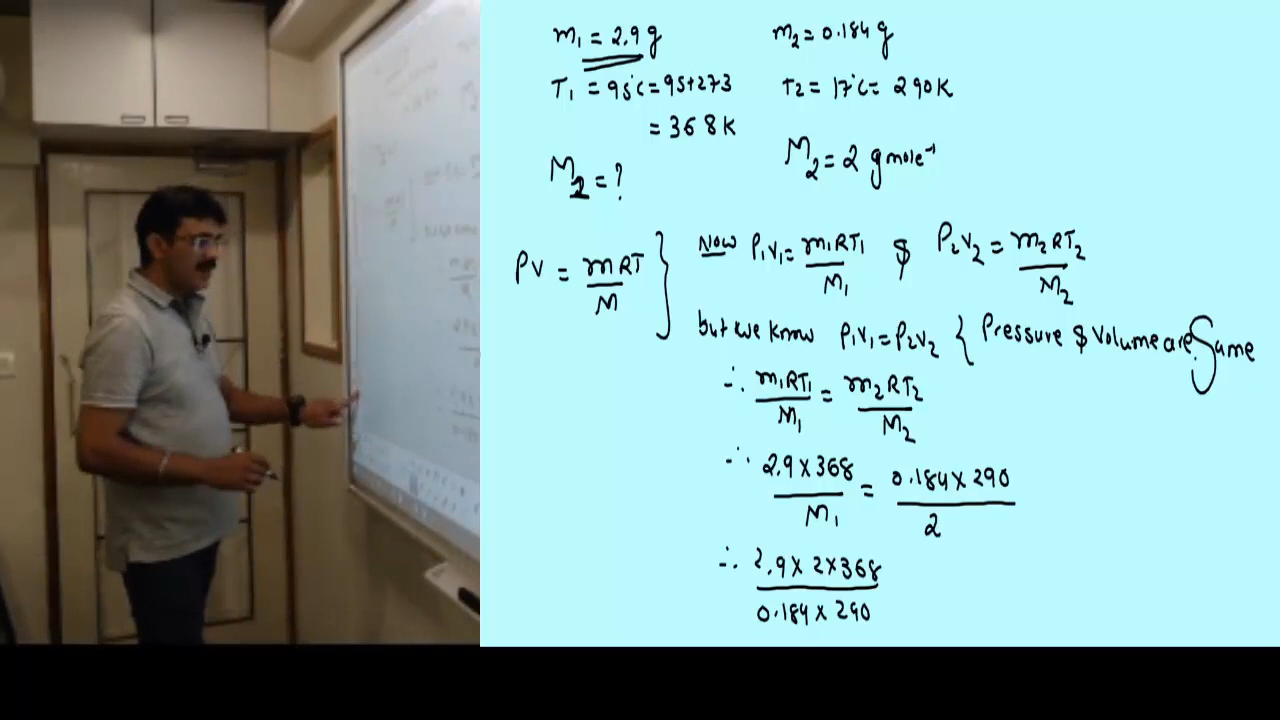 m₁ = 2.9 g    m₂ = 0.184 g
T₁ = 95°C = 95+273    T₂ = 17°C = 290K
= 368K
M₂ = ?    M₂ = 2 g mole⁻¹
PV = mRT/M } Now P₁V₁ = m₁RT₁/M₁ $ P₂V₂ = m₂RT₂/M₂
but we know P₁V₁ = P₂V₂ { Pressure $ Volume are Same
∴ m₁RT₁/M₁ = m₂RT₂/M₂
∴ 2.9 × 368/M₁ = 0.184 × 290/2
∴ 2.9 × 2 × 368/0.184 × 290